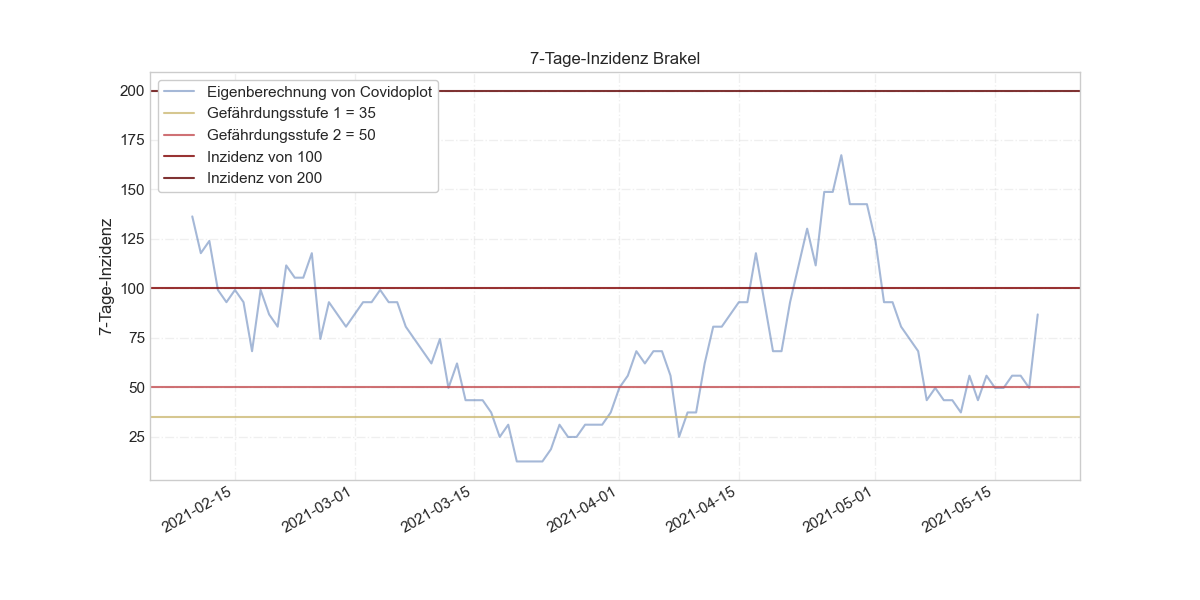 7-Tage-Inzidenz Brakel
Eigenberechnung von Covidoplot
Gefährdungsstufe 1 = 35
Gefährdungsstufe 2 = 50
Inzidenz von 100
Inzidenz von 200
7-Tage-Inzidenz
200
175
150
125
100
75
50
25
2021-02-15
2021-03-01
2021-03-15
2021-04-01
2021-04-15
2021-05-01
2021-05-15